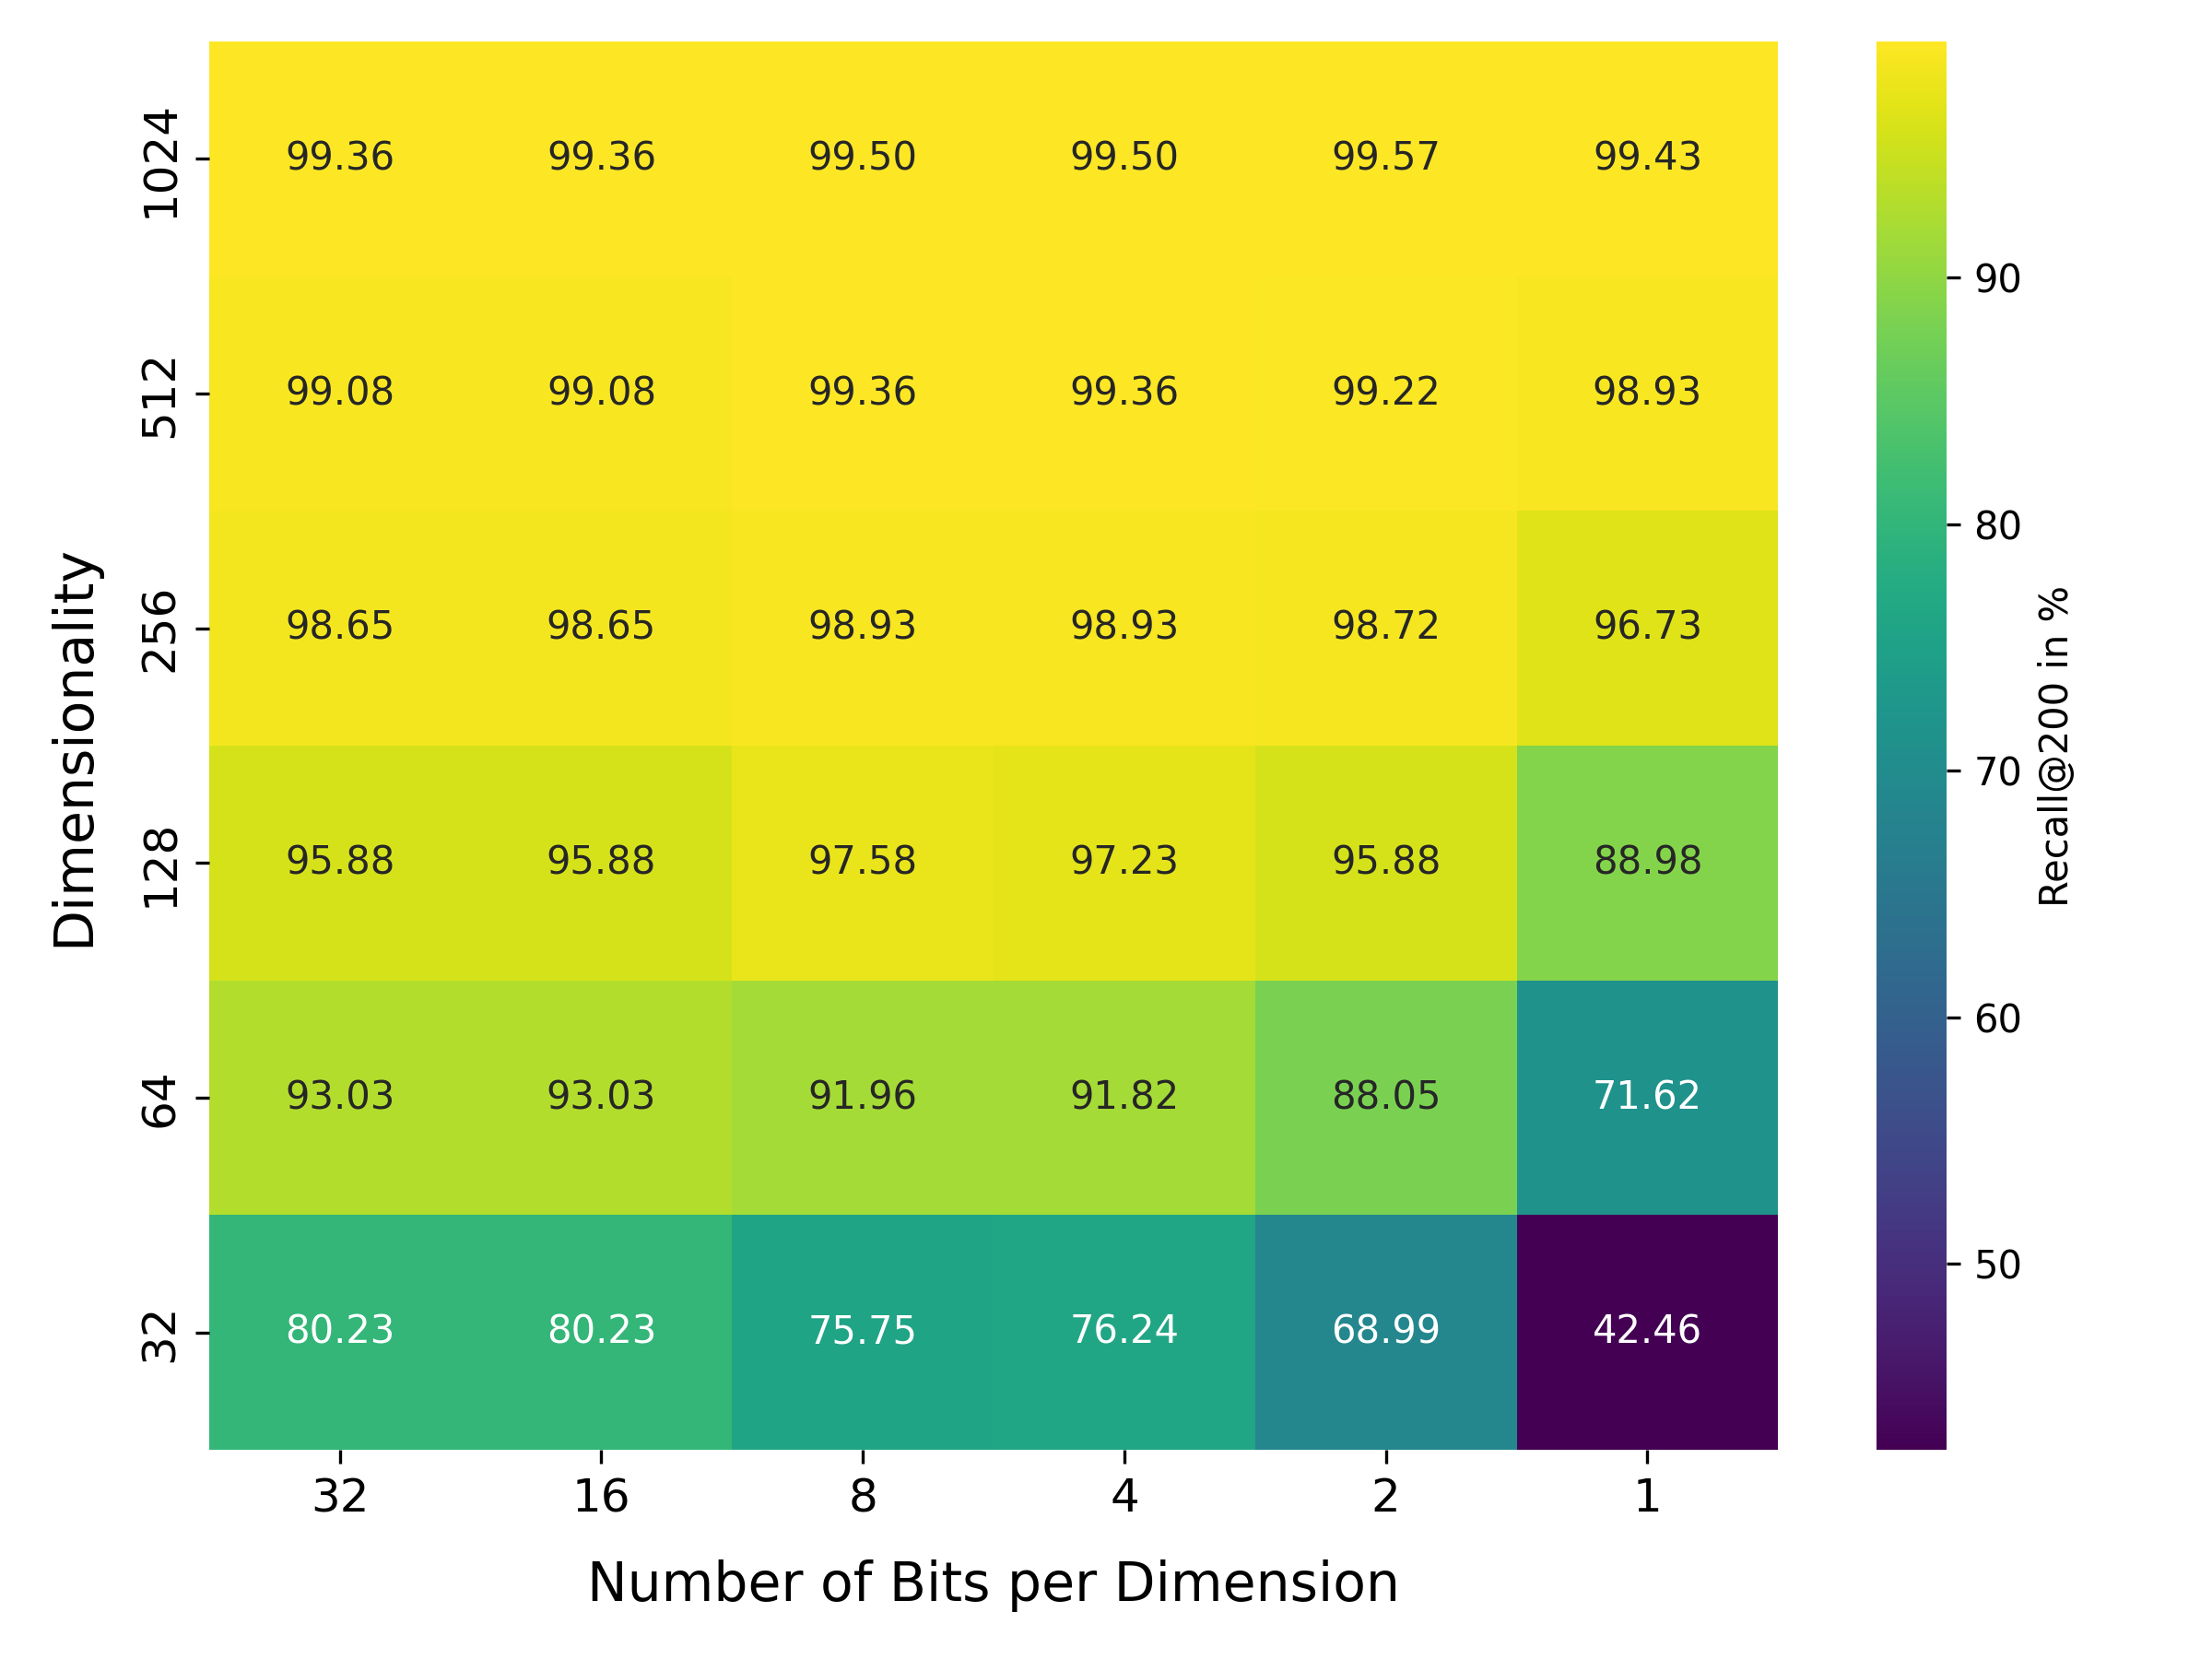 1024 99.36 99.36 99.50 99.50 99.57 99.43
512 99.08 99.08 99.36 99.36 99.22 98.93
256 98.65 98.65 98.93 98.93 98.72 96.73
128 95.88 95.88 97.58 97.23 95.88 88.98
64 93.03 93.03 91.96 91.82 88.05 71.62
32 80.23 80.23 75.75 76.24 68.99 42.46
32 16 8 4 2 1
Number of Bits per Dimension
Dimensionality
90
80
70
60
50
Recall@200 in %